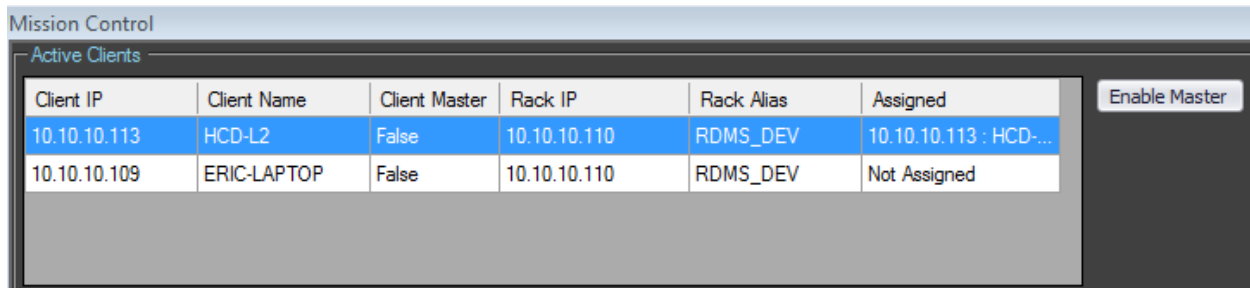 Mission Control
Active Clients
Client IP Client Name Client Master Rack IP Rack Alias Assigned Enable Master
10.10.10.113 HCD-L2 False 10.10.10.110 RDMS_DEV 10.10.10.113 : HCD-...
10.10.10.109 ERIC-LAPTOP False 10.10.10.110 RDMS_DEV Not Assigned